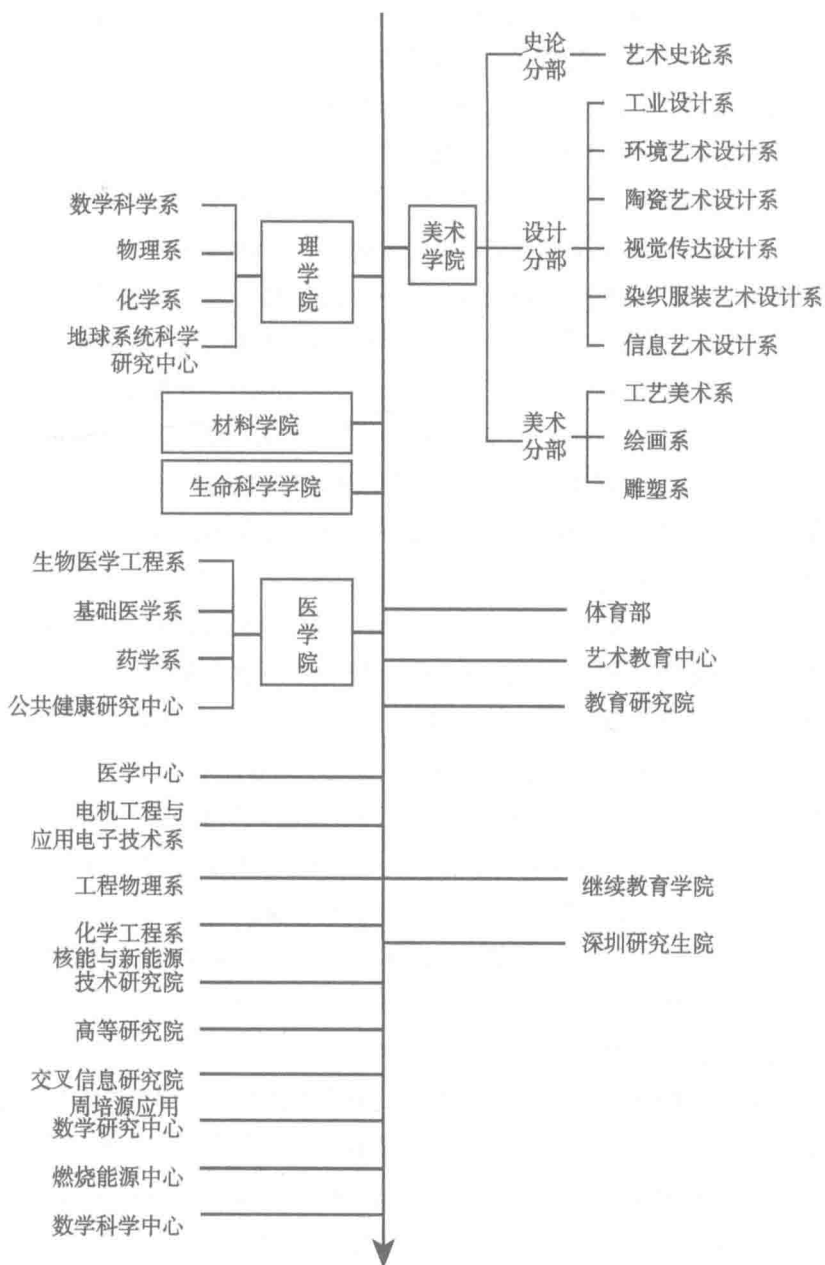 数学科学系
物理系
化学系
地球系统科学
研究中心
理
学
院
材料学院
生命科学学院
生物医学工程系
基础医学系
药学系
公共健康研究中心
医
学
院
医学中心
电机工程与
应用电子技术系
工程物理系
化学工程系
核能与新能源
技术研究院
高等研究院
交叉信息研究院
周培源应用
数学研究中心
燃烧能源中心
数学科学中心
美术
学院
史论
分部
艺术史论系
设计
分部
工业设计系
环境艺术设计系
陶瓷艺术设计系
视觉传达设计系
染织服装艺术设计系
信息艺术设计系
美术
分部
工艺美术系
绘画系
雕塑系
体育部
艺术教育中心
教育研究院
继续教育学院
深圳研究生院